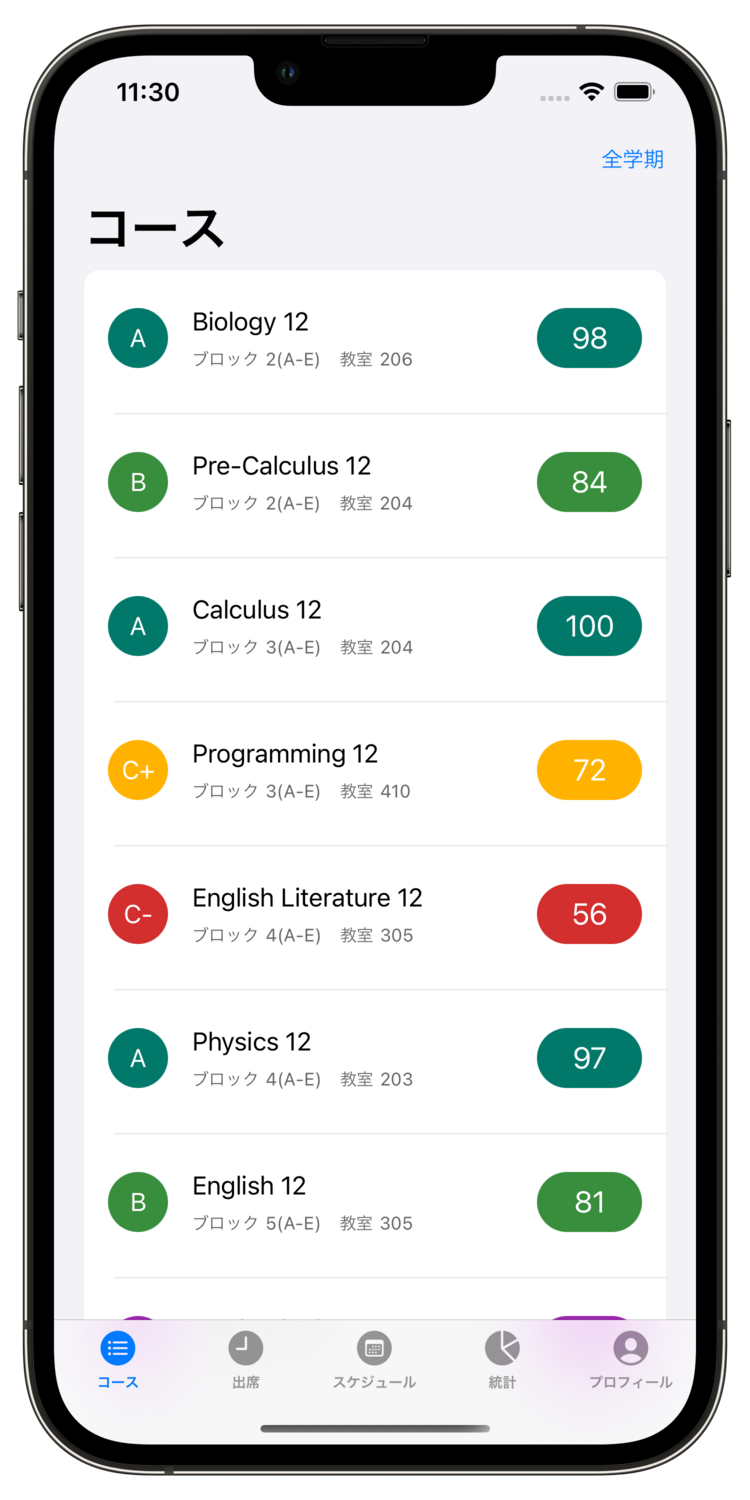 11:30
全学期
コース
A
Biology 12
ブロック 2(A-E) 教室 206
98
B
Pre-Calculus 12
ブロック 2(A-E) 教室 204
84
A
Calculus 12
ブロック 3(A-E) 教室 204
100
C+
Programming 12
ブロック 3(A-E) 教室 410
72
C-
English Literature 12
ブロック 4(A-E) 教室 305
56
A
Physics 12
ブロック 4(A-E) 教室 203
97
B
English 12
ブロック 5(A-E) 教室 305
81
コース 出席 スケジュール 統計 プロフィール